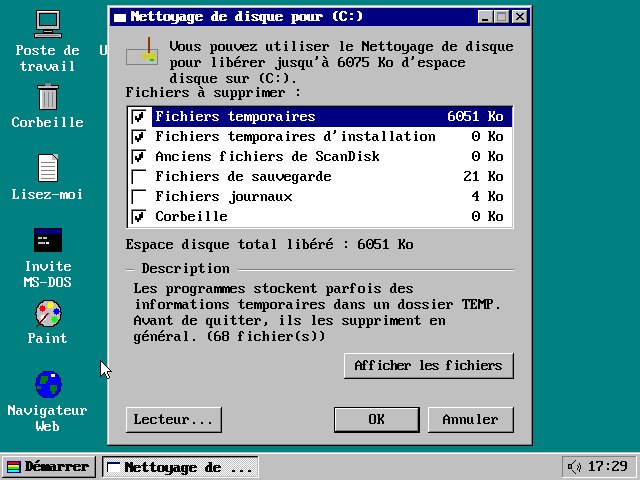 Nettoyage de disque pour (C:)
Poste de
travail
U
Corbeille
Lisez-moi
Invite
MS-DOS
Paint
Navigateur
Web
Vous pouvez utiliser le Nettoyage de disque
pour libérer jusqu'à 6075 Ko d'espace
disque sur (C:).
Fichiers à supprimer :
Fichiers temporaires 6051 Ko
Fichiers temporaires d'installation 0 Ko
Anciens fichiers de ScanDisk 0 Ko
Fichiers de sauvegarde 21 Ko
Fichiers journaux 4 Ko
Corbeille 0 Ko
Espace disque total libéré : 6051 Ko
Description
Les programmes stockent parfois des
informations temporaires dans un dossier TEMP.
Avant de quitter, ils les suppriment en
général. (68 fichier(s))
Afficher les fichiers
Lecteur... OK Annuler
Démarrer Nettoyage de ... 17:29